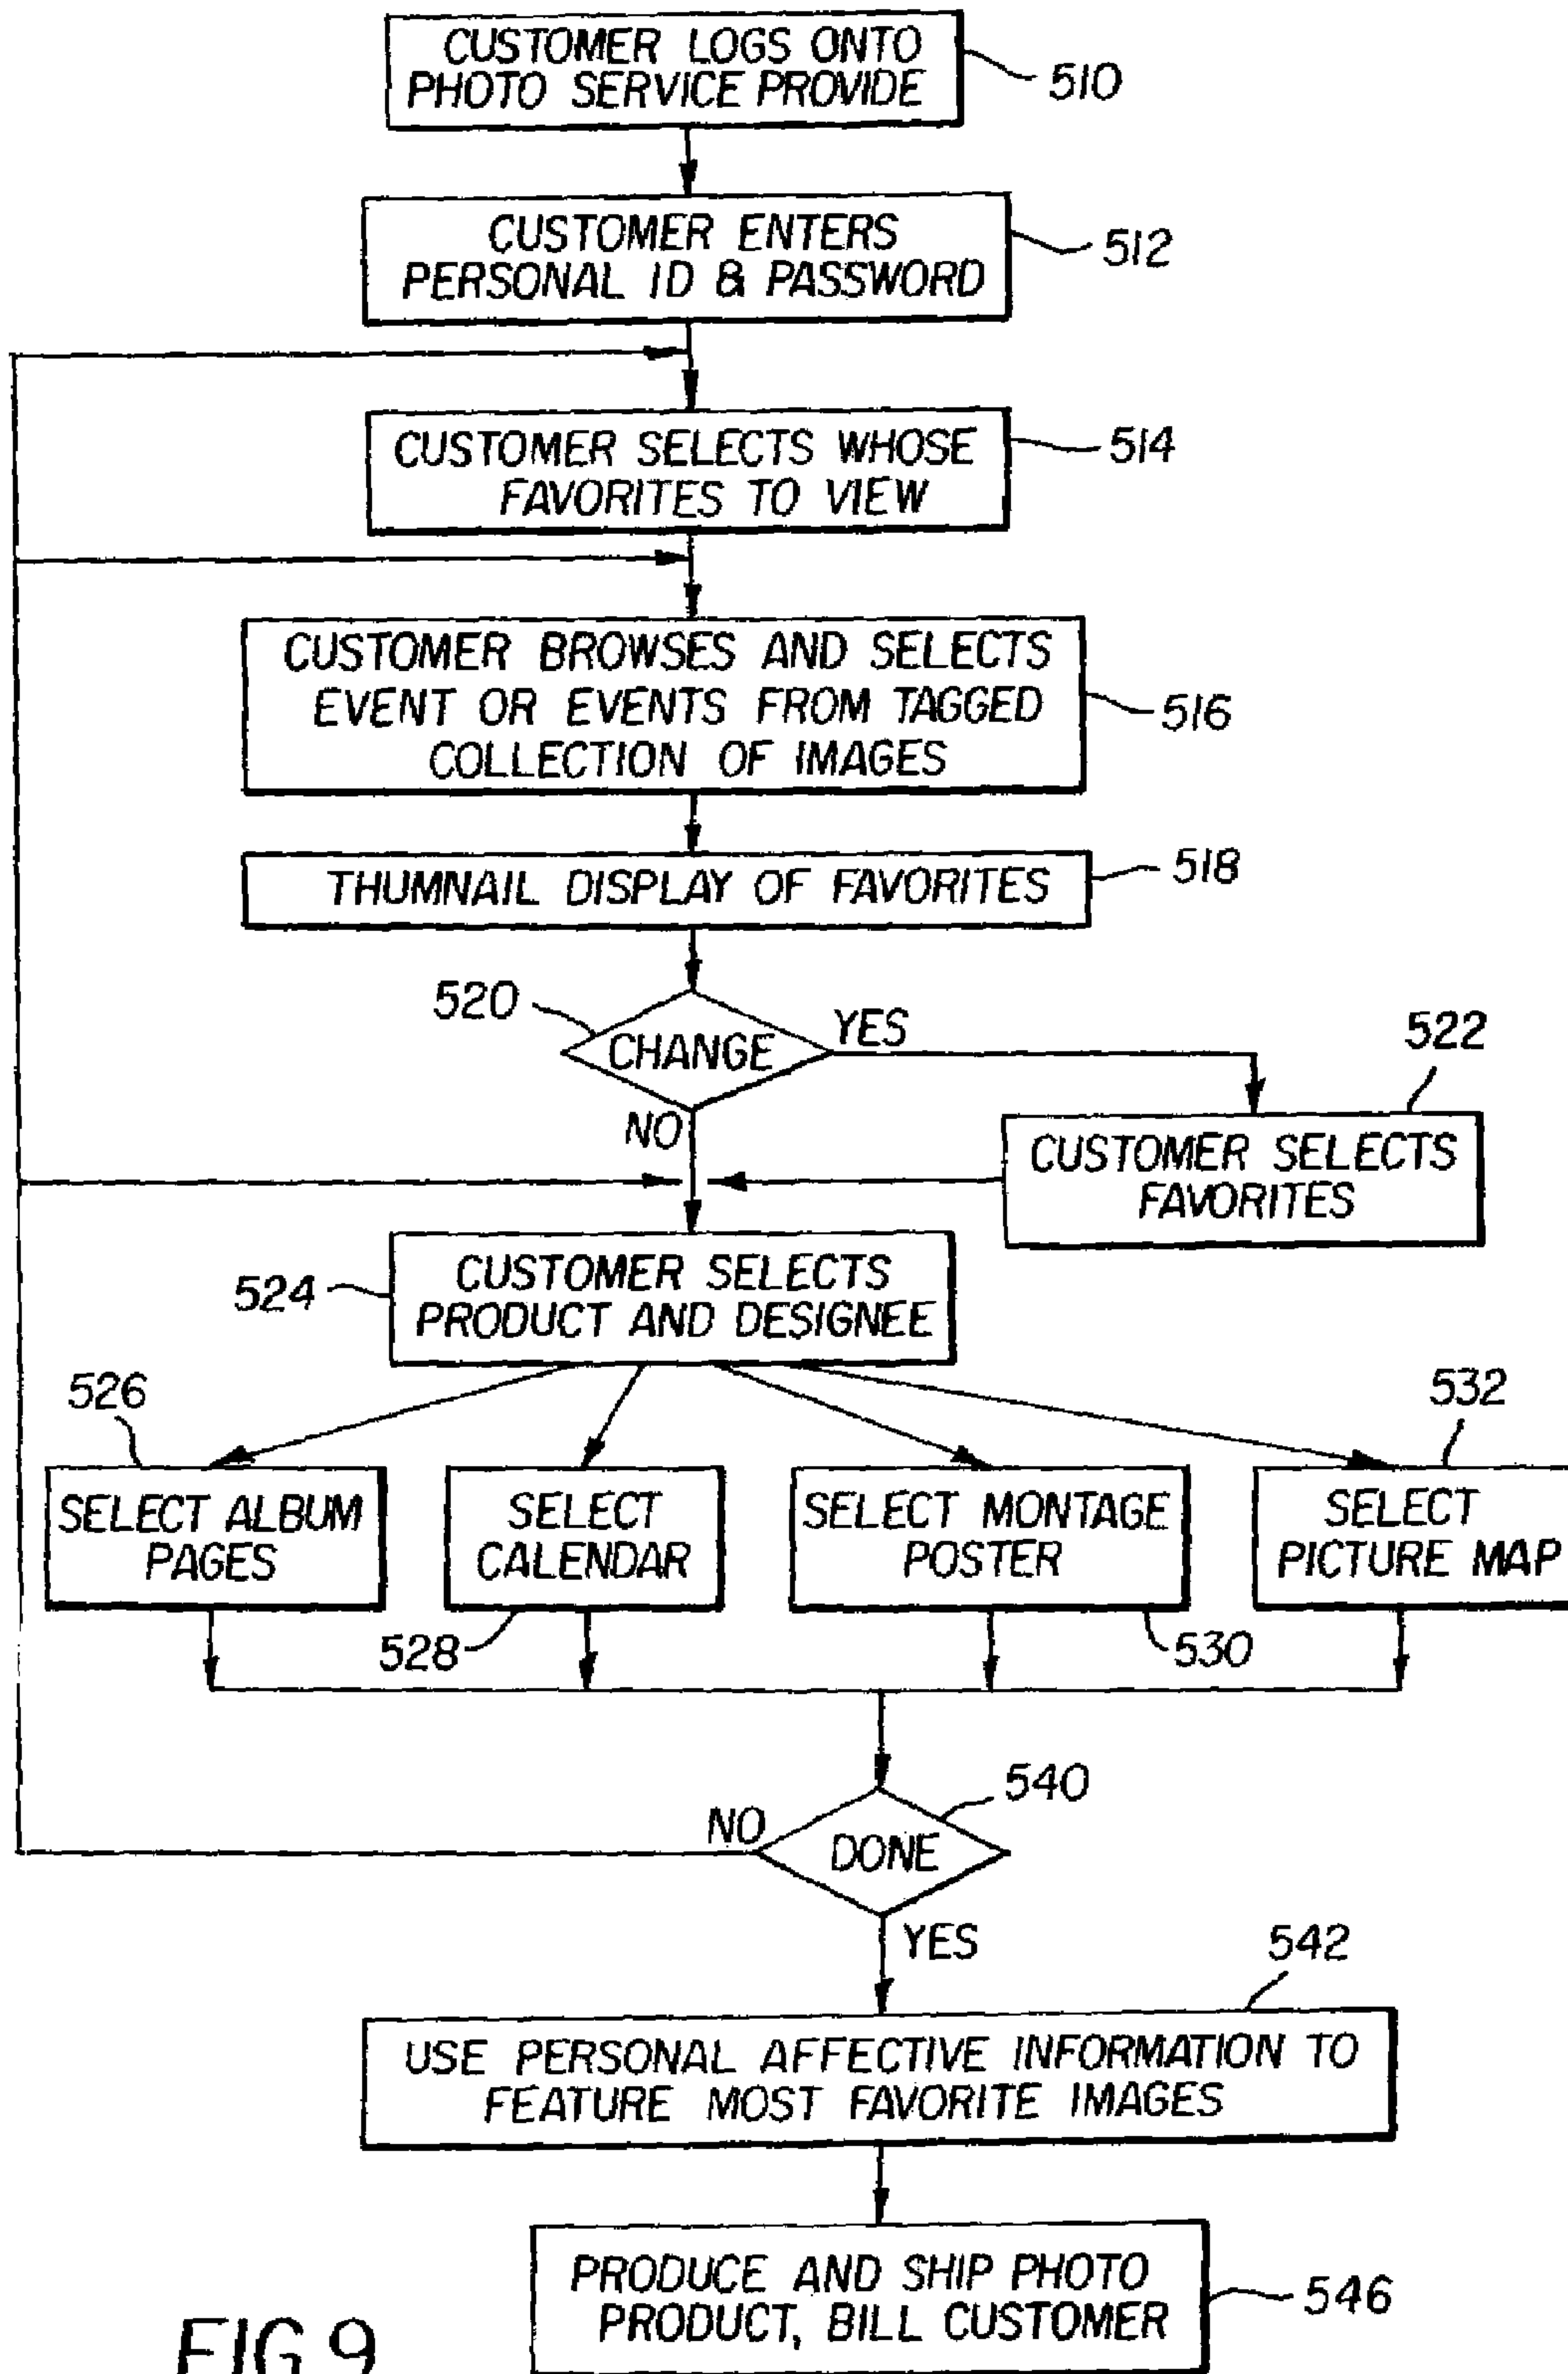 CUSTOMER LOGS ONTO
PHOTO SERVICE PROVIDE
510
CUSTOMER ENTERS
PERSONAL ID & PASSWORD
512
CUSTOMER SELECTS WHOSE
FAVORITES TO VIEW
514
CUSTOMER BROWSES AND SELECTS
EVENT OR EVENTS FROM TAGGED
COLLECTION OF IMAGES
516
THUMNAIL DISPLAY OF FAVORITES
518
520
CHANGE
YES
NO
522
CUSTOMER SELECTS
FAVORITES
524
CUSTOMER SELECTS
PRODUCT AND DESIGNEE
526
SELECT ALBUM
PAGES
SELECT
CALENDAR
528
SELECT MONTAGE
POSTER
530
532
SELECT
PICTURE MAP
540
DONE
NO
YES
542
USE PERSONAL AFFECTIVE INFORMATION TO
FEATURE MOST FAVORITE IMAGES
PRODUCE AND SHIP PHOTO
PRODUCT, BILL CUSTOMER
546
FIG.9